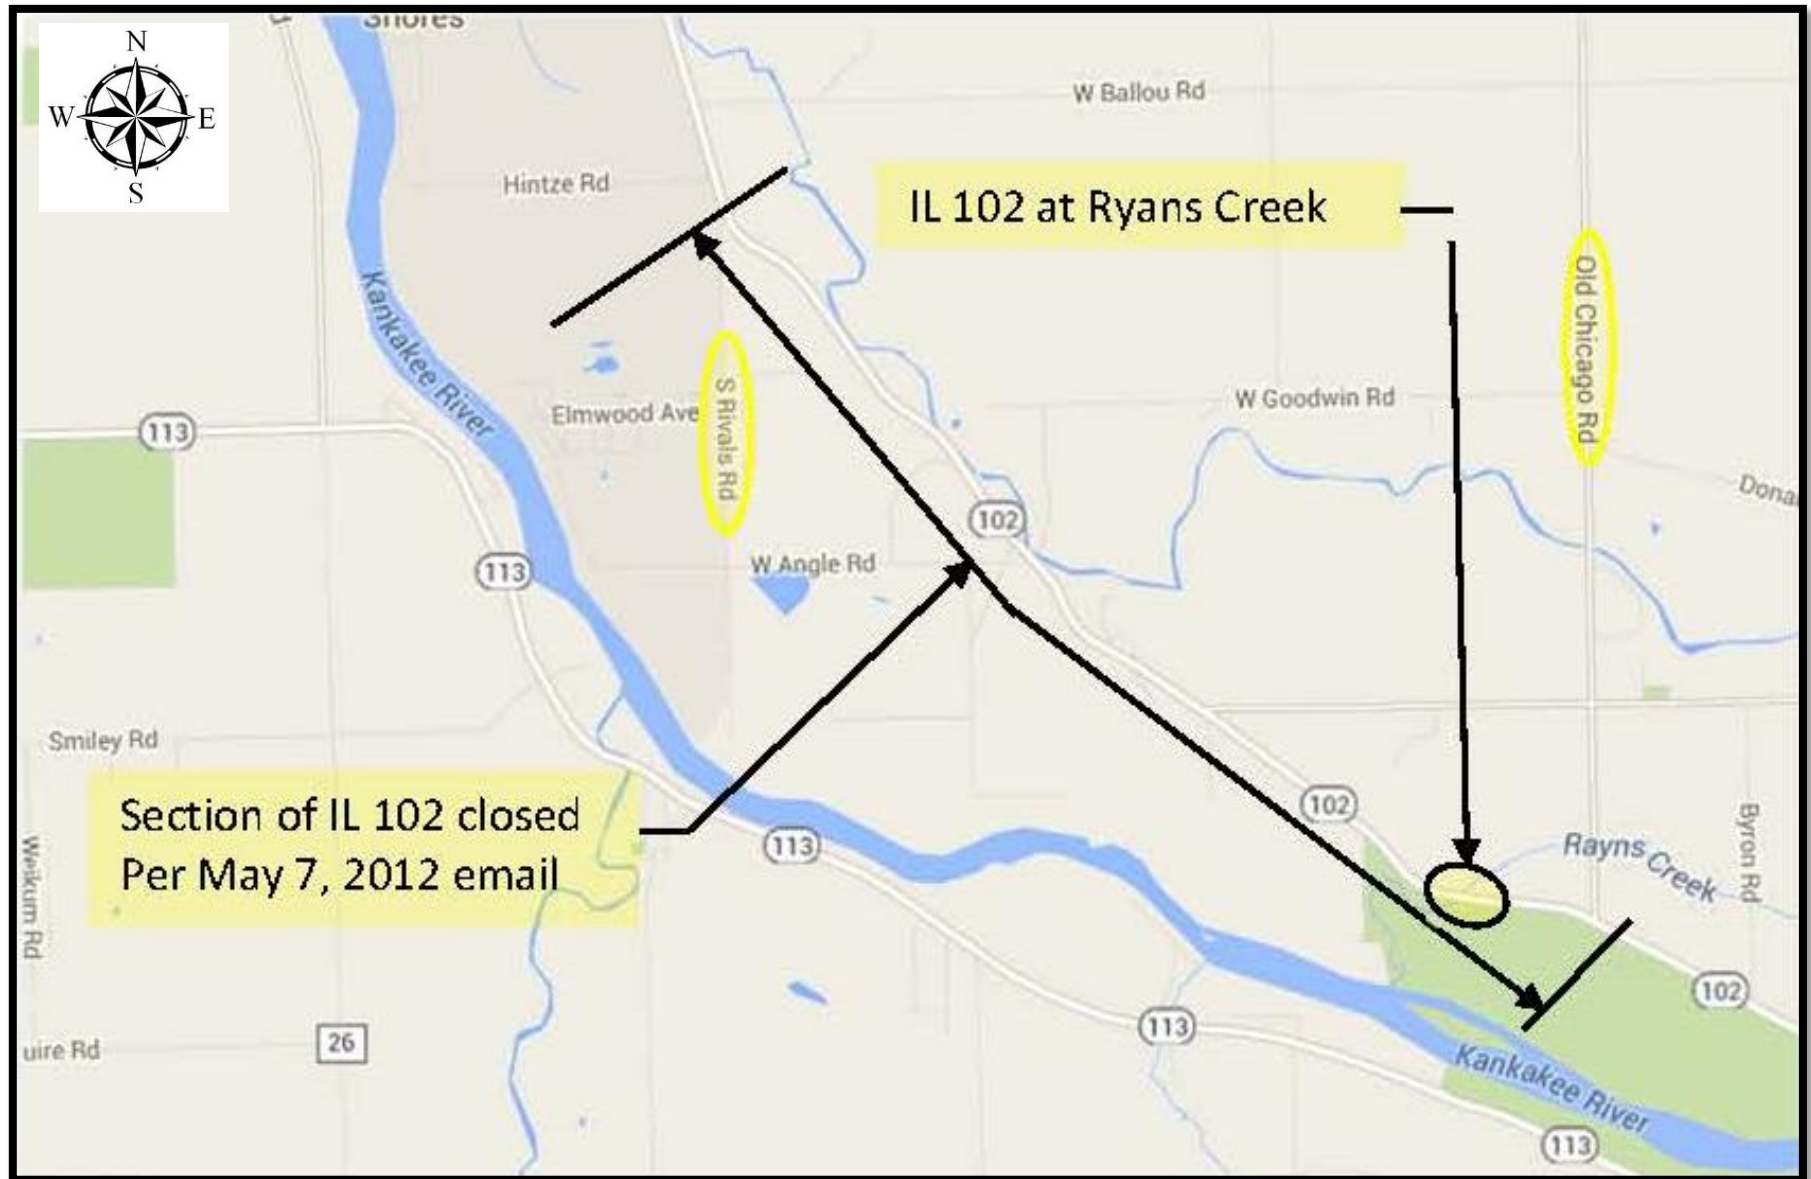 Shores
N
W E
S
W Ballou Rd
Hintze Rd
IL 102 at Ryans Creek
Old Chicago Rd
Kankakee River
Elmwood Ave
S Rivals Rd
W Goodwin Rd
113
Dona
102
113
W Angle Rd
Smiley Rd
Section of IL 102 closed
Per May 7, 2012 email
102
113
Rayns Creek
Byron Rd
Weikum Rd
102
113
26
uire Rd
Kankakee River
113